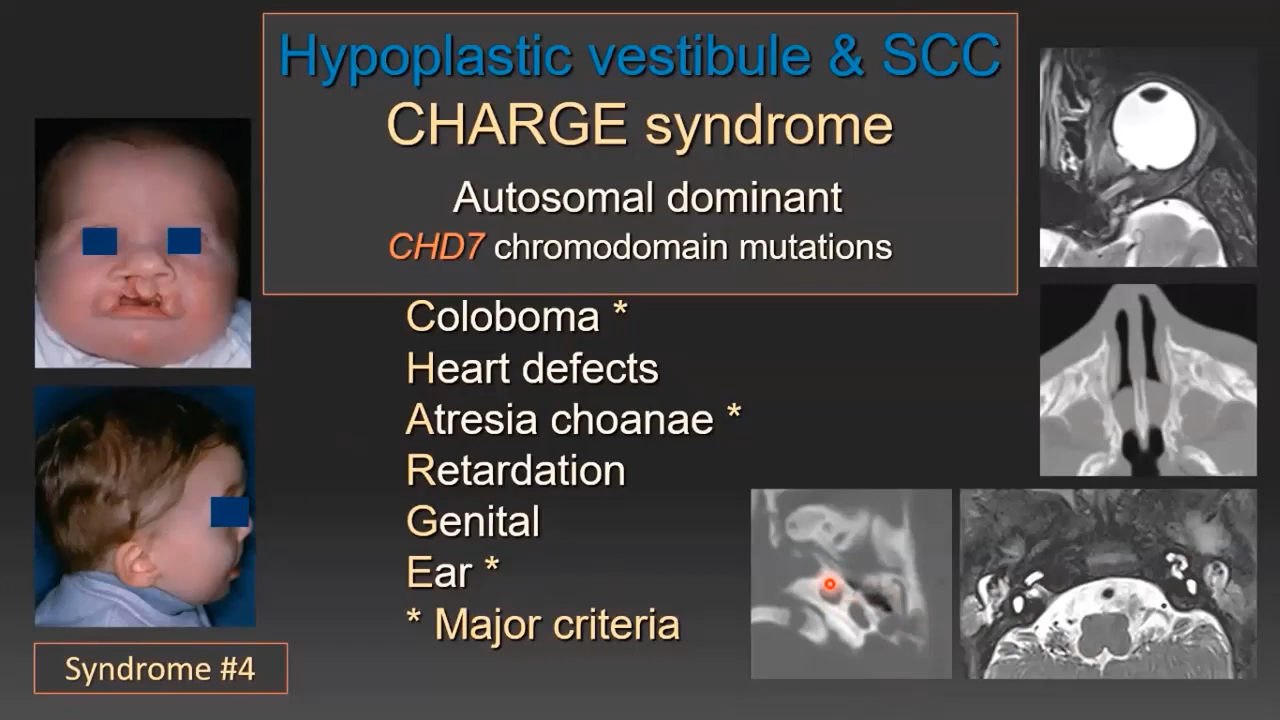 Hypoplastic vestibule & SCC
CHARGE syndrome
Autosomal dominant
CHD7 chromodomain mutations
Coloboma *
Heart defects
Atresia choanae *
Retardation
Genital
Ear *
* Major criteria
Syndrome #4